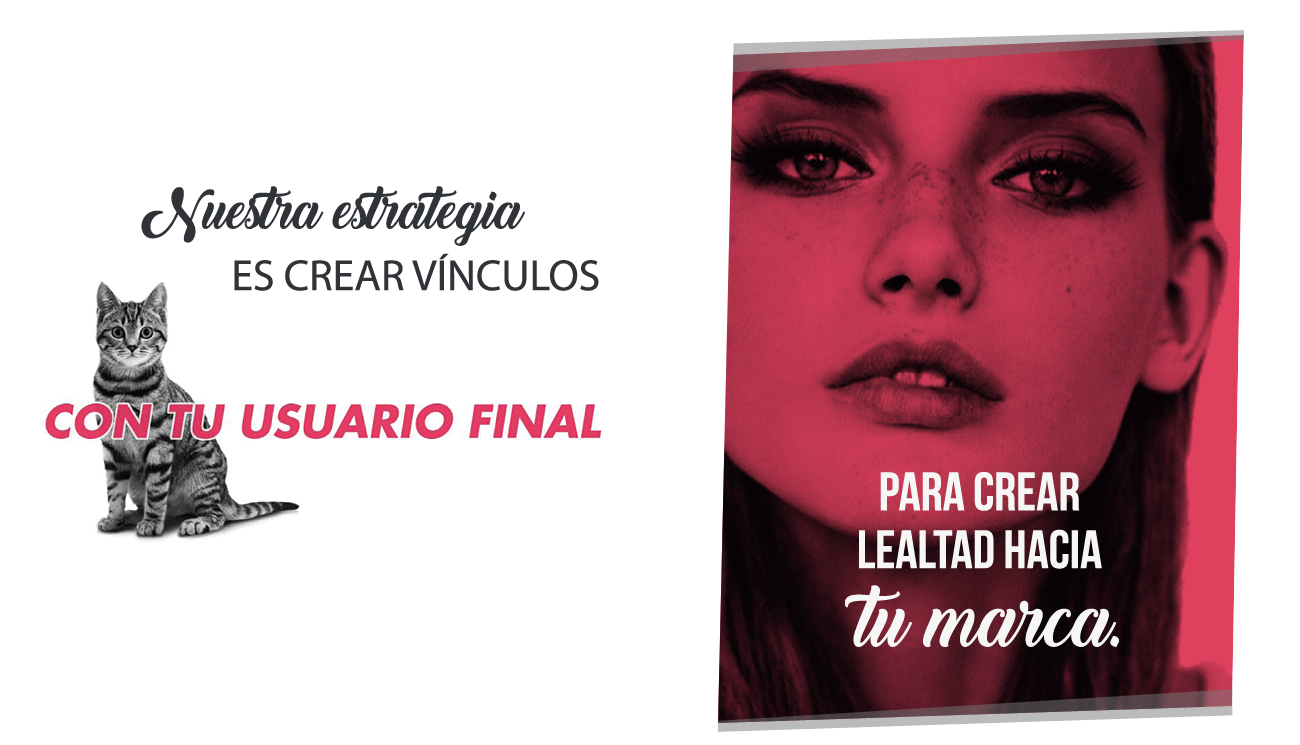 Nuestra estrategia
ES CREAR VÍNCULOS
CON TU USUARIO FINAL
PARA CREAR
LEALTAD HACIA
tu marca.